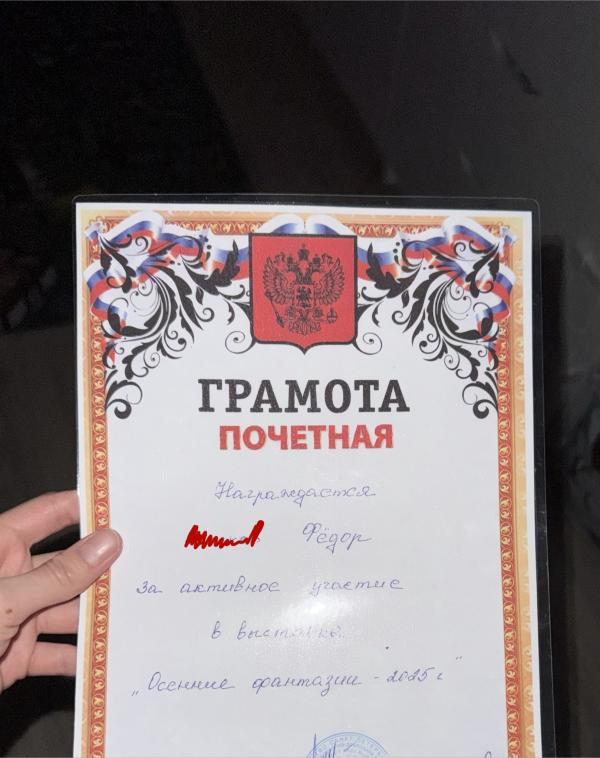 ГРАМОТА
ПОЧЕТНАЯ
Награждается
Фёдор
за активное участие
в выставке
„Осенние фантазии - 2025 г"